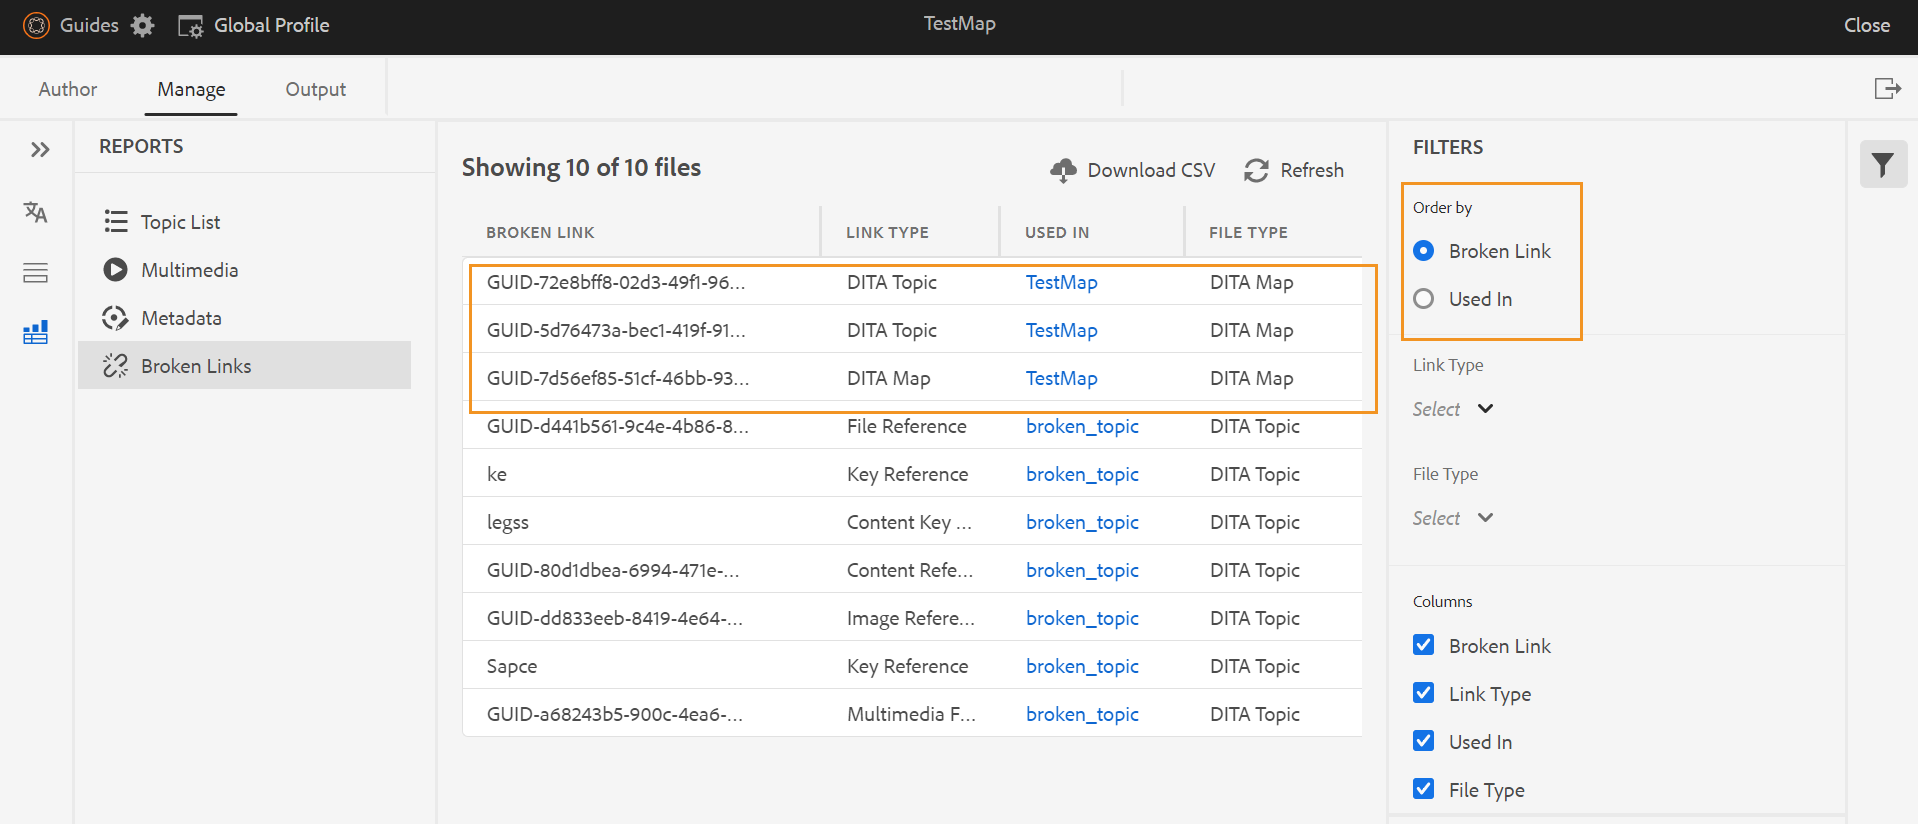 Guides Global Profile TestMap Close
Author Manage Output
REPORTS
Topic List
Multimedia
Metadata
Broken Links
Showing 10 of 10 files Download CSV Refresh
BROKEN LINK LINK TYPE USED IN FILE TYPE
GUID-72e8bff8-02d3-49f1-96... DITA Topic TestMap DITA Map
GUID-5d76473a-bec1-419f-91... DITA Topic TestMap DITA Map
GUID-7d56ef85-51cf-46bb-93... DITA Map TestMap DITA Map
GUID-d441b561-9c4e-4b86-8... File Reference broken_topic DITA Topic
ke Key Reference broken_topic DITA Topic
legss Content Key ... broken_topic DITA Topic
GUID-80d1dbea-6994-471e-... Content Refe... broken_topic DITA Topic
GUID-dd833eeb-8419-4e64-... Image Refere... broken_topic DITA Topic
Sapce Key Reference broken_topic DITA Topic
GUID-a68243b5-900c-4ea6-... Multimedia F... broken_topic DITA Topic
FILTERS
Order by
Broken Link
Used In
Link Type
Select
File Type
Select
Columns
Broken Link
Link Type
Used In
File Type